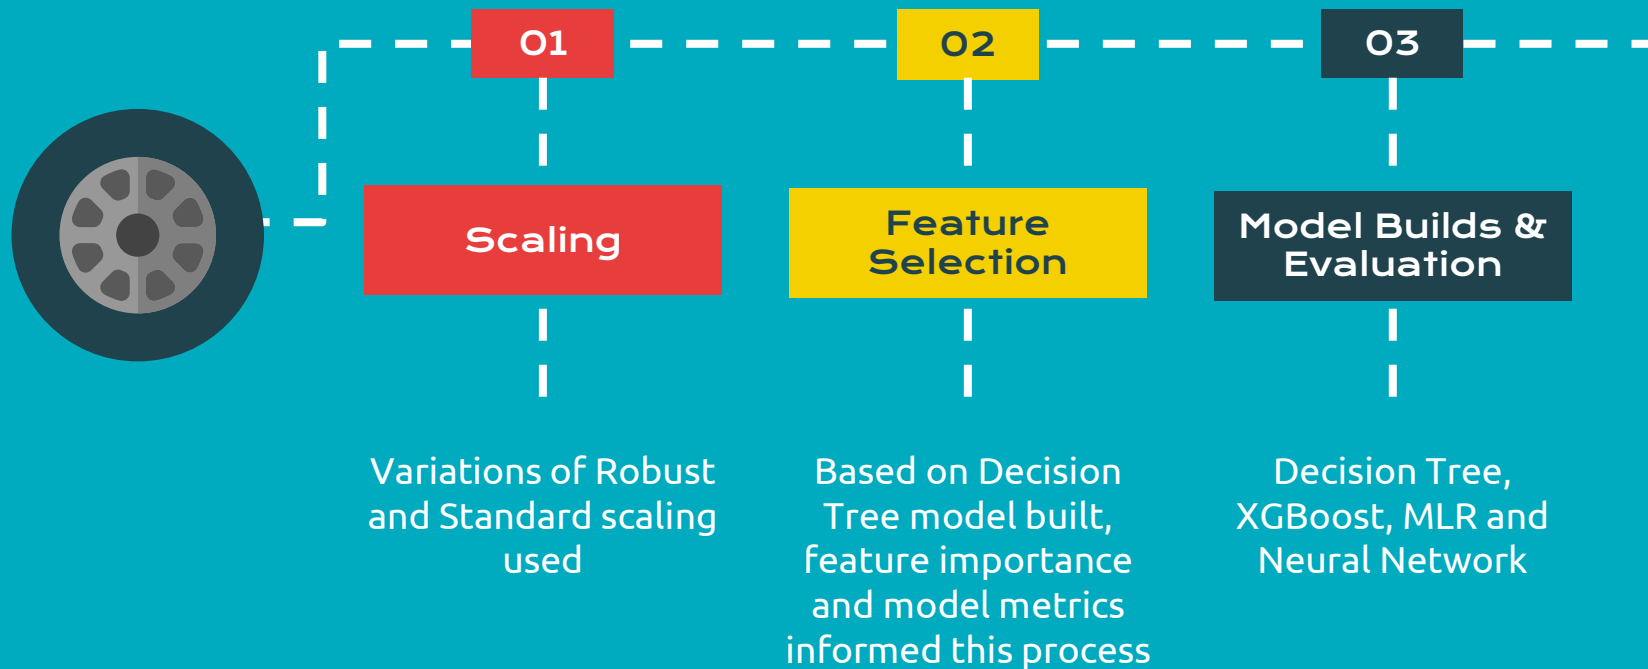 01
Scaling
Variations of Robust
and Standard scaling
used
02
Feature
Selection
Based on Decision
Tree model built,
feature importance
and model metrics
informed this process
03
Model Builds &
Evaluation
Decision Tree,
XGBoost, MLR and
Neural Network